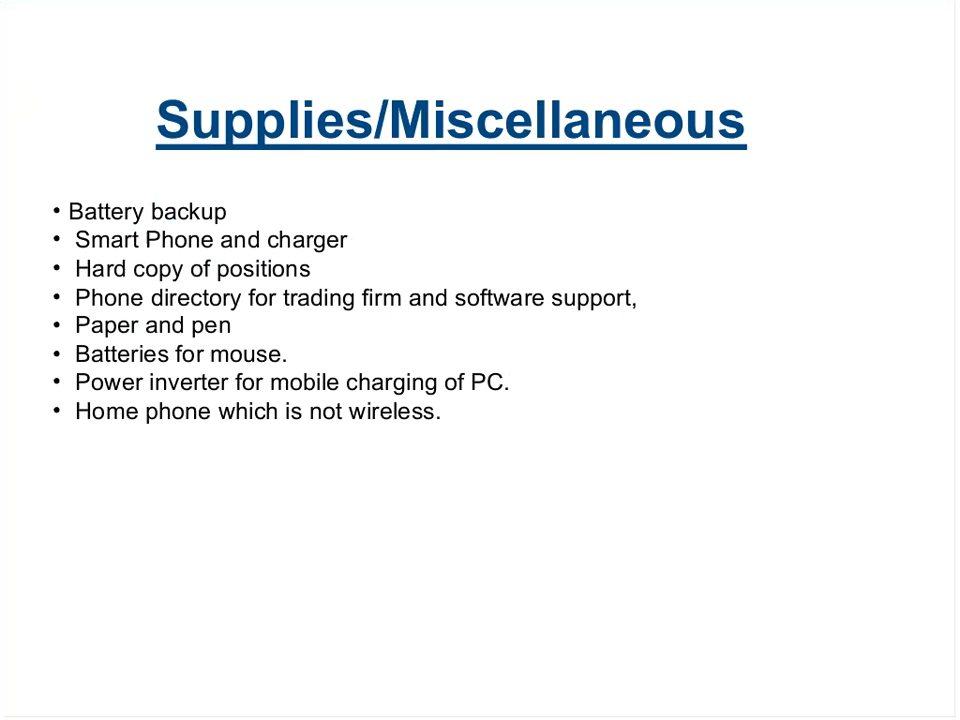 Supplies/Miscellaneous
• Battery backup
• Smart Phone and charger
• Hard copy of positions
• Phone directory for trading firm and software support,
• Paper and pen
• Batteries for mouse.
• Power inverter for mobile charging of PC.
• Home phone which is not wireless.